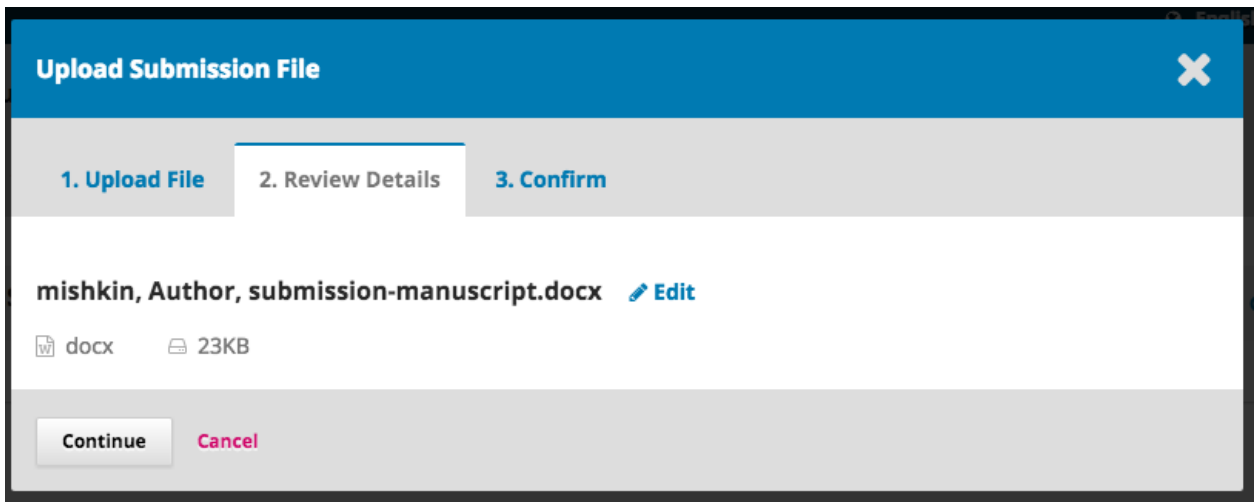 English
Upload Submission File
1. Upload File 2. Review Details 3. Confirm
mishkin, Author, submission-manuscript.docx Edit
docx 23KB
Continue Cancel